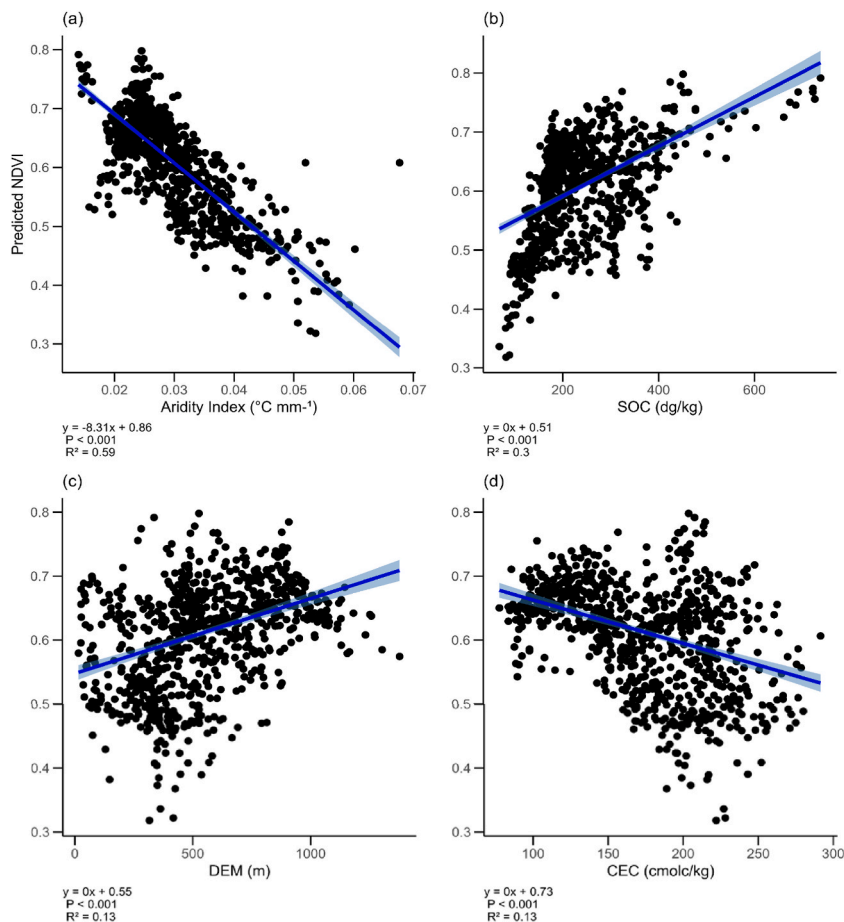 (a)
0.8
0.7
0.6
0.5
0.4
0.3
Predicted NDVI
0.02 0.03 0.04 0.05 0.06 0.07
Aridity Index (°C mm-¹)
y = -8.31x + 0.86
P < 0.001
R² = 0.59
(b)
0.8
0.7
0.6
0.5
0.4
0.3
200 400 600
SOC (dg/kg)
y = 0x + 0.51
P < 0.001
R² = 0.3
(c)
0.8
0.7
0.6
0.5
0.4
0.3
0 500 1000
DEM (m)
y = 0x + 0.55
P < 0.001
R² = 0.13
(d)
0.8
0.7
0.6
0.5
0.4
0.3
100 150 200 250 300
CEC (cmolc/kg)
y = 0x + 0.73
P < 0.001
R² = 0.13